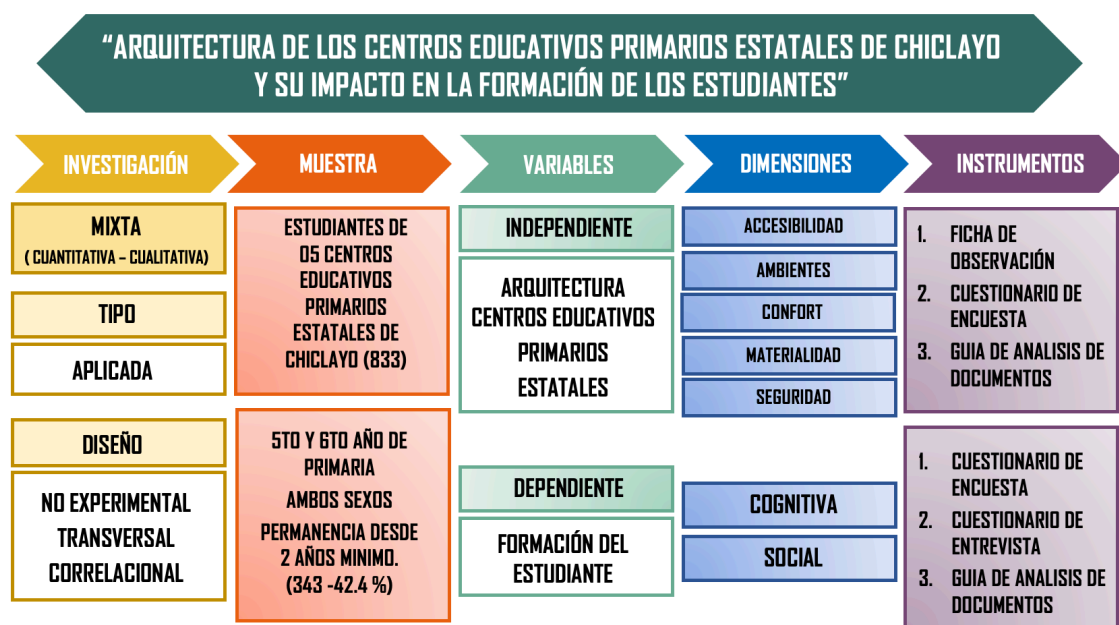 “ARQUITECTURA DE LOS CENTROS EDUCATIVOS PRIMARIOS ESTATALES DE CHICLAYO
Y SU IMPACTO EN LA FORMACIÓN DE LOS ESTUDIANTES”
INVESTIGACIÓN
MIXTA
( CUANTITATIVA – CUALITATIVA)
TIPO
APLICADA
DISEÑO
NO EXPERIMENTAL
TRANSVERSAL
CORRELACIONAL
MUESTRA
ESTUDIANTES DE
05 CENTROS
EDUCATIVOS
PRIMARIOS
ESTATALES DE
CHICLAYO (833)
5TO Y 6TO AÑO DE
PRIMARIA
AMBOS SEXOS
PERMANENCIA DESDE
2 AÑOS MINIMO.
(343 -42.4 %)
VARIABLES
INDEPENDIENTE
ARQUITECTURA
CENTROS EDUCATIVOS
PRIMARIOS
ESTATALES
DEPENDIENTE
FORMACIÓN DEL
ESTUDIANTE
DIMENSIONES
ACCESIBILIDAD
AMBIENTES
CONFORT
MATERIALIDAD
SEGURIDAD
COGNITIVA
SOCIAL
INSTRUMENTOS
1. FICHA DE
OBSERVACIÓN
2. CUESTIONARIO DE
ENCUESTA
3. GUIA DE ANALISIS DE
DOCUMENTOS
1. CUESTIONARIO DE
ENCUESTA
2. CUESTIONARIO DE
ENTREVISTA
3. GUIA DE ANALISIS DE
DOCUMENTOS